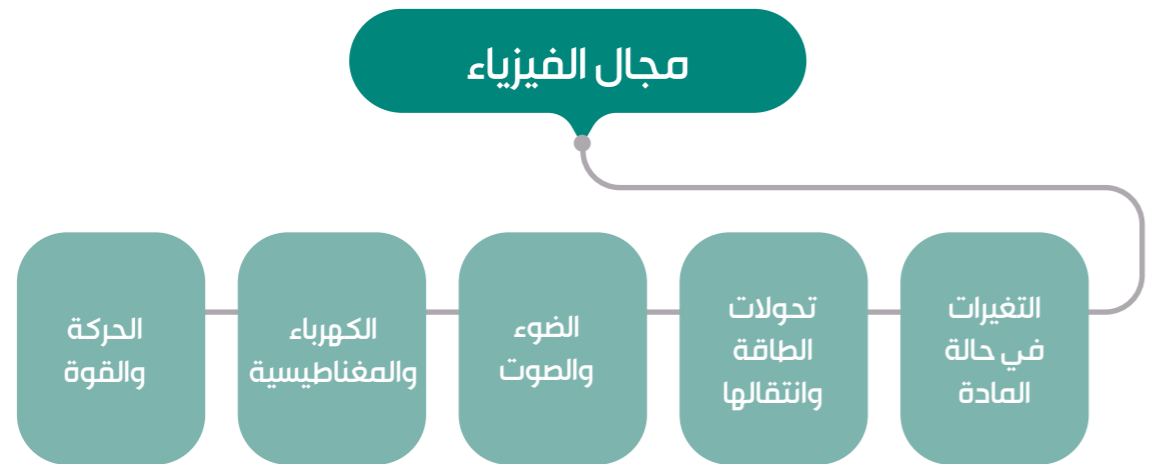 مجال الفيزياء
التغيرات
في حالة
المادة
تحولات
الطاقة
وانتقالها
الضوء
والصوت
الكهرباء
والمغناطيسية
الحركة
والقوة